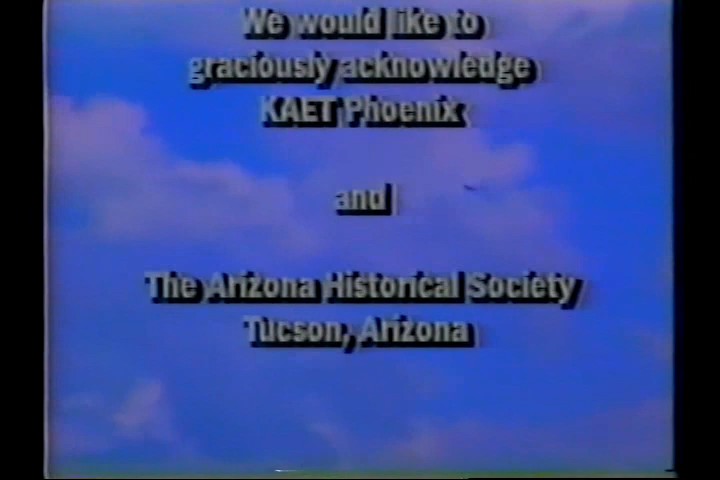 We would like to
graciously acknowledge
KAET Phoenix
and
The Arizona Historical Society
Tucson, Arizona